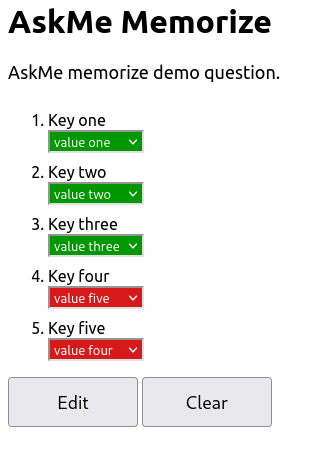 AskMe Memorize
AskMe memorize demo question.
1. Key one
value one
2. Key two
value two
3. Key three
value three
4. Key four
value five
5. Key five
value four
Edit Clear